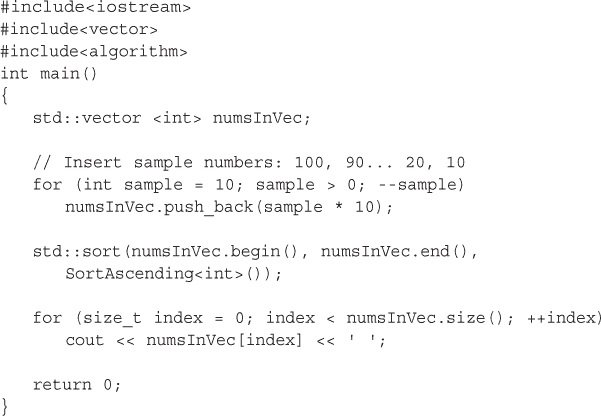 #include<iostream>
#include<vector>
#include<algorithm>
int main()
{
std::vector <int> numsInVec;
// Insert sample numbers: 100, 90... 20, 10
for (int sample = 10; sample > 0; --sample)
numsInVec.push_back(sample * 10);
std::sort(numsInVec.begin(), numsInVec.end(),
SortAscending<int>());
for (size_t index = 0; index < numsInVec.size(); ++index)
cout << numsInVec[index] << ' ';
return 0;
}